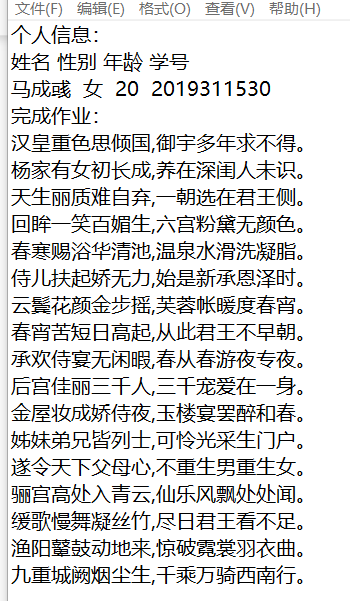 文件(F) 编辑(E) 格式(O) 查看(V) 帮助(H)
个人信息：
姓名 性别 年龄 学号
马成彧 女 20 2019311530
完成作业：
汉皇重色思倾国,御宇多年求不得。
杨家有女初长成,养在深闺人未识。
天生丽质难自弃,一朝选在君王侧。
回眸一笑百媚生,六宫粉黛无颜色。
春寒赐浴华清池,温泉水滑洗凝脂。
侍儿扶起娇无力,始是新承恩泽时。
云鬓花颜金步摇,芙蓉帐暖度春宵。
春宵苦短日高起,从此君王不早朝。
承欢侍宴无闲暇,春从春游夜专夜。
后宫佳丽三千人,三千宠爱在一身。
金屋妆成娇侍夜,玉楼宴罢醉和春。
姊妹弟兄皆列士,可怜光采生门户。
遂令天下父母心,不重生男重生女。
骊宫高处入青云,仙乐风飘处处闻。
缓歌慢舞凝丝竹,尽日君王看不足。
渔阳鼙鼓动地来,惊破霓裳羽衣曲。
九重城阙烟尘生,千乘万骑西南行。